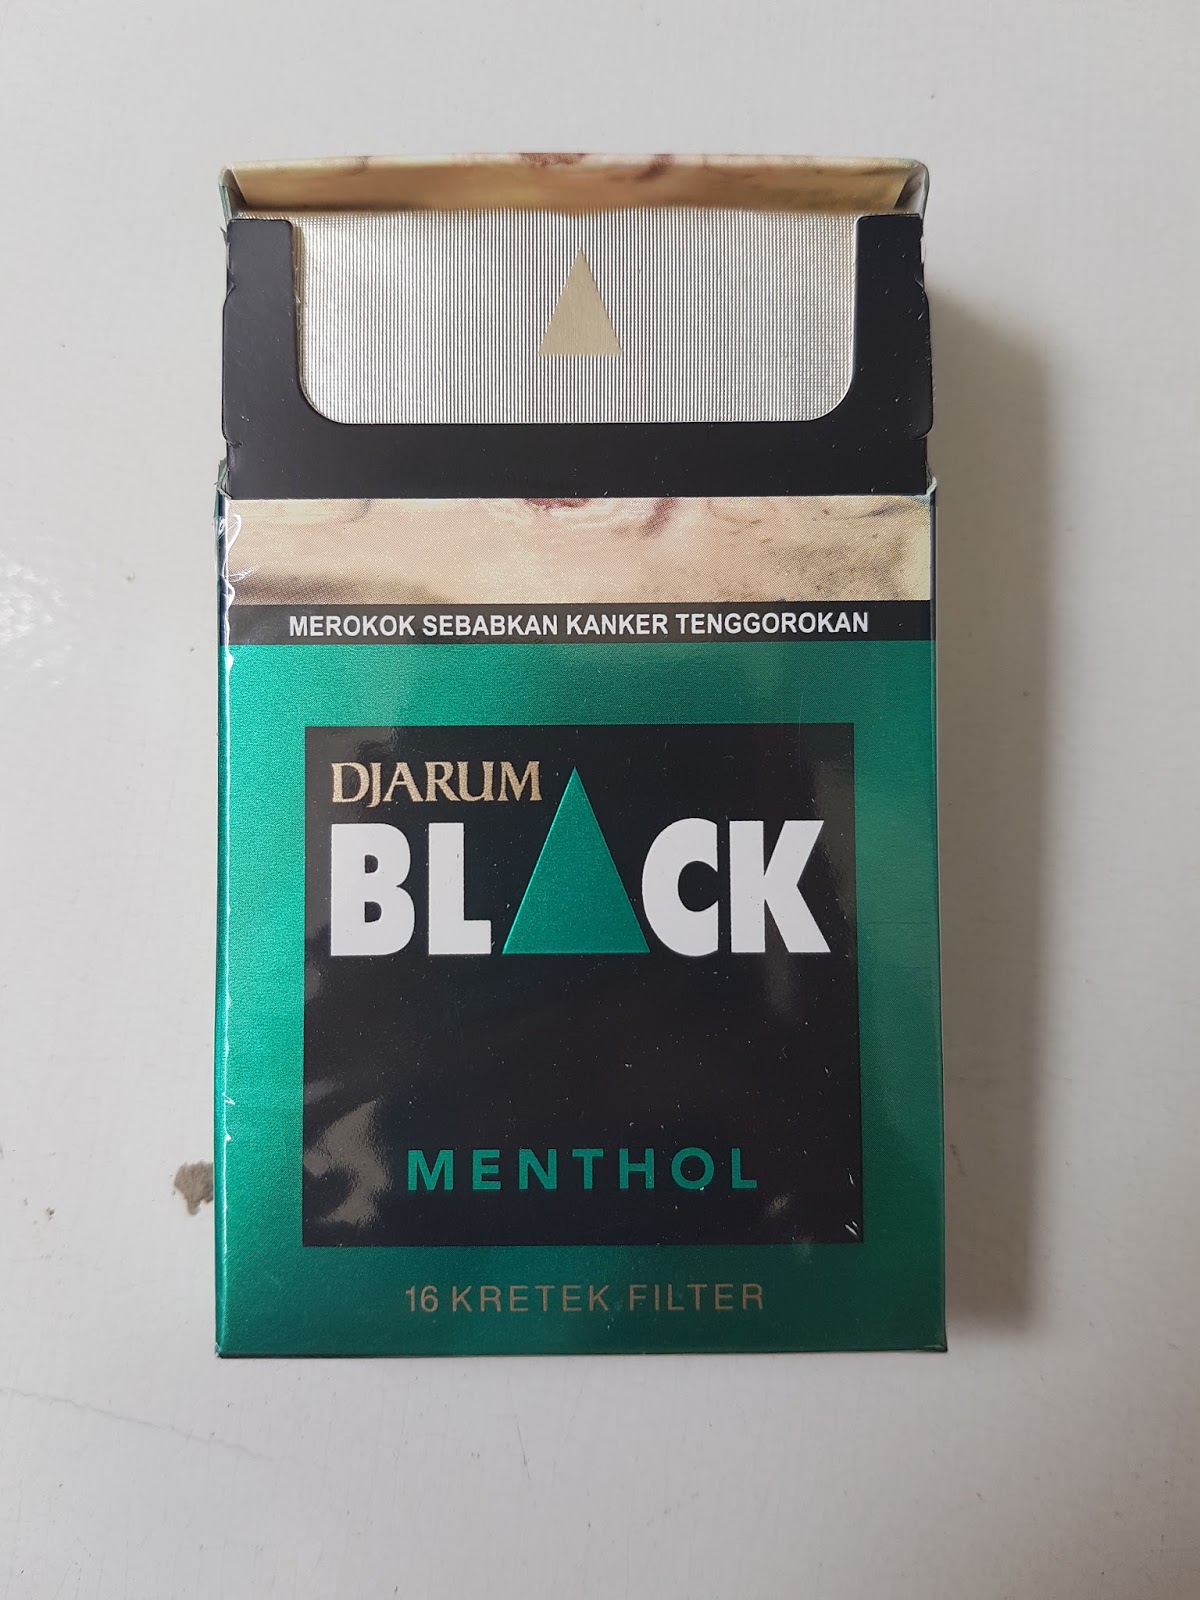 MEROKOK SEBABKAN KANKER TENGGOROKAN
DJARUM
BLACK
MENTHOL
16 KRETEK FILTER